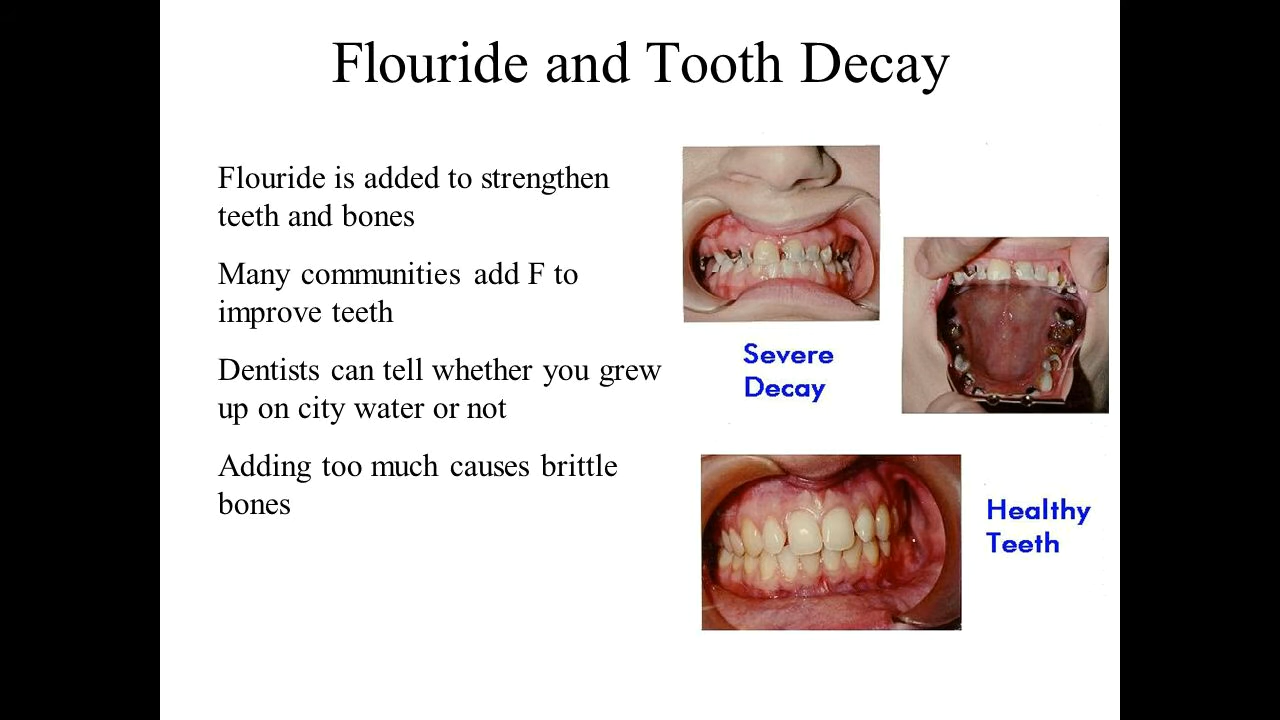 Flouride and Tooth Decay
Flouride is added to strengthen
teeth and bones
Many communities add F to
improve teeth
Dentists can tell whether you grew
up on city water or not
Adding too much causes brittle
bones
Severe
Decay
Healthy
Teeth